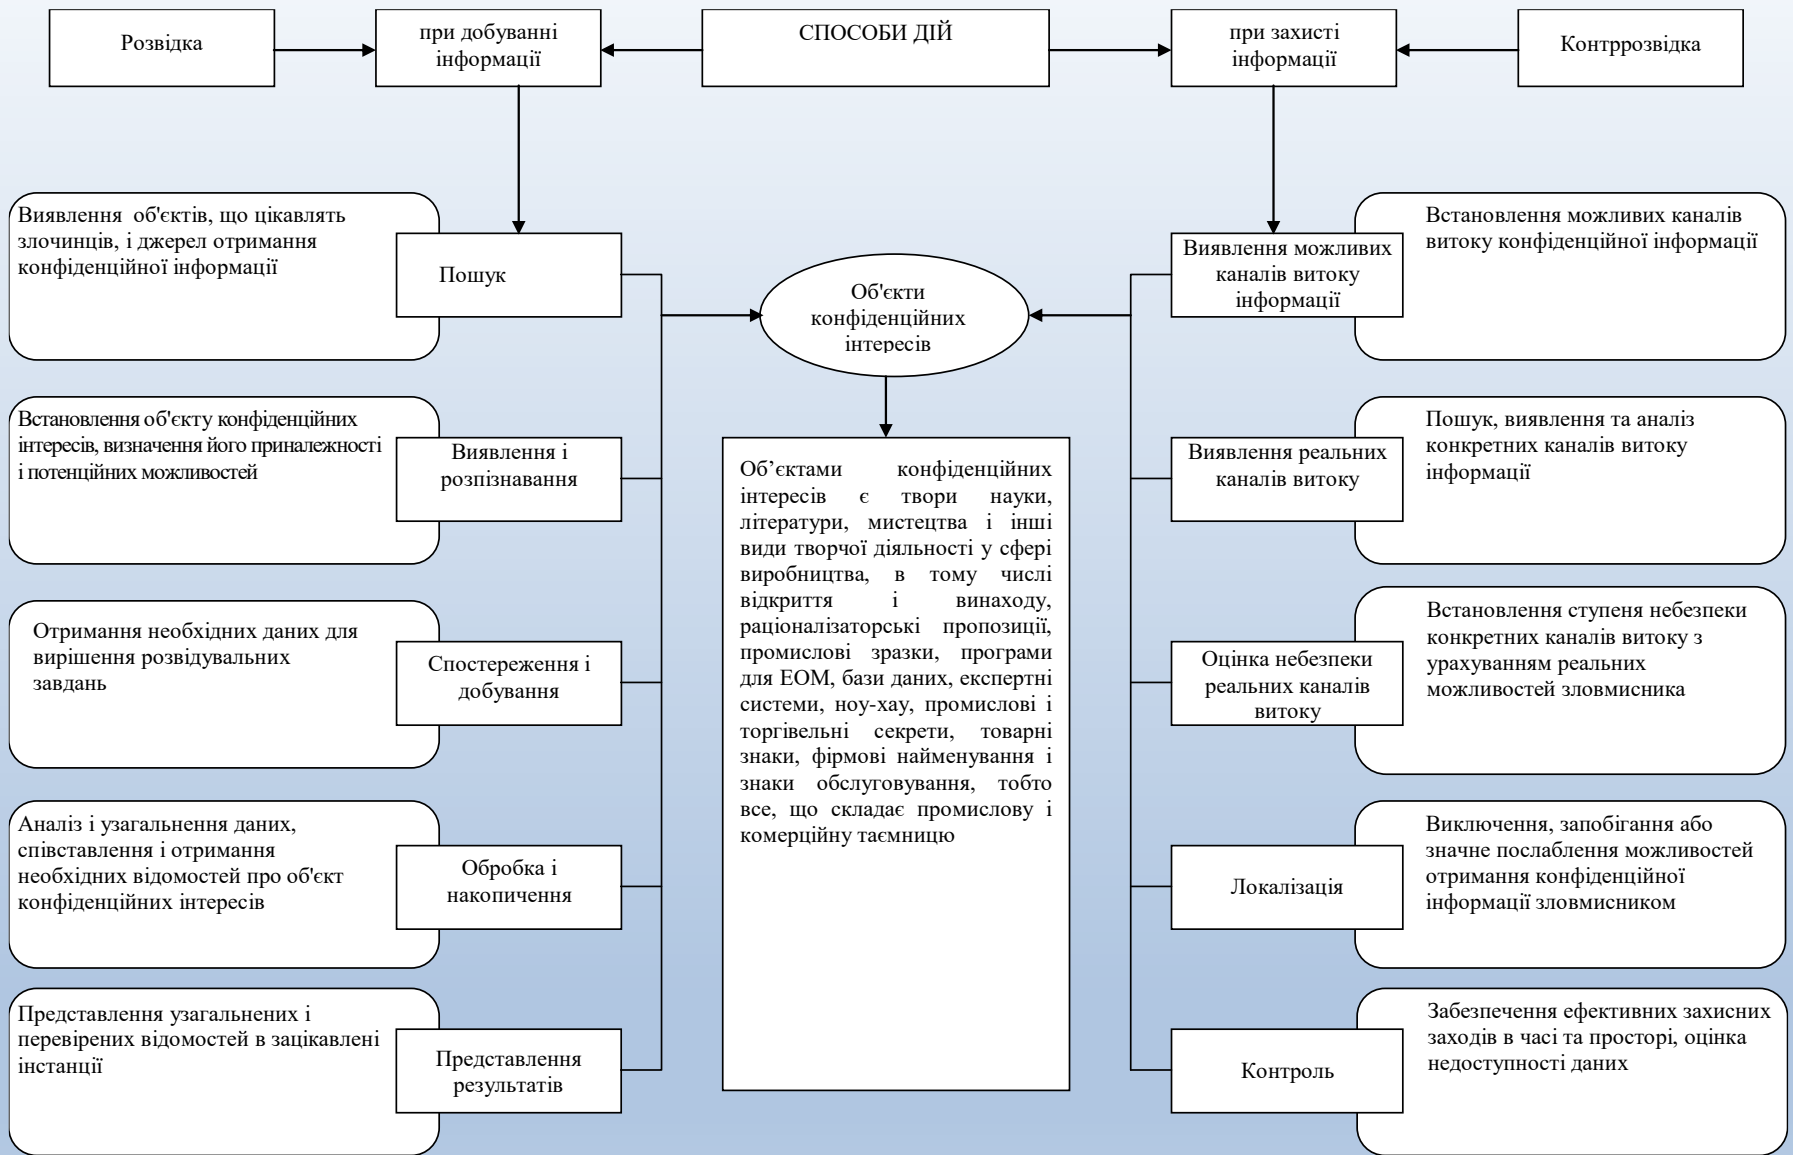 Розвідка
при добуванні
інформації
СПОСОБИ ДІЙ
при захисті
інформації
Контррозвідка
Виявлення об'єктів, що цікавлять
злочинців, і джерел отримання
конфіденційної інформації
Пошук
Об'єкти
конфіденційних
інтересів
Виявлення можливих
каналів витоку
інформації
Встановлення можливих каналів
витоку конфіденційної інформації
Встановлення об'єкту конфіденційних
інтересів, визначення його приналежності
і потенційних можливостей
Виявлення і
розпізнавання
Об’єктами конфіденційних
інтересів є твори науки,
літератури, мистецтва і інші
види творчої діяльності у сфері
виробництва, в тому числі
відкриття і винаходу,
раціоналізаторські пропозиції,
промислові зразки, програми
для ЕОМ, бази даних, експертні
системи, ноу-хау, промислові і
торгівельні секрети, товарні
знаки, фірмові найменування і
знаки обслуговування, тобто
все, що складає промислову і
комерційну таємницю
Виявлення реальних
каналів витоку
Пошук, виявлення та аналіз
конкретних каналів витоку
інформації
Отримання необхідних даних для
вирішення розвідувальних
завдань
Спостереження і
добування
Оцінка небезпеки
реальних каналів
витоку
Встановлення ступеня небезпеки
конкретних каналів витоку з
урахуванням реальних
можливостей зловмисника
Аналіз і узагальнення даних,
співставлення і отримання
необхідних відомостей про об'єкт
конфіденційних інтересів
Обробка і
накопичення
Локалізація
Виключення, запобігання або
значне послаблення можливостей
отримання конфіденційної
інформації зловмисником
Представлення узагальнених і
перевірених відомостей в зацікавлені
інстанції
Представлення
результатів
Контроль
Забезпечення ефективних захисних
заходів в часі та просторі, оцінка
недоступності даних